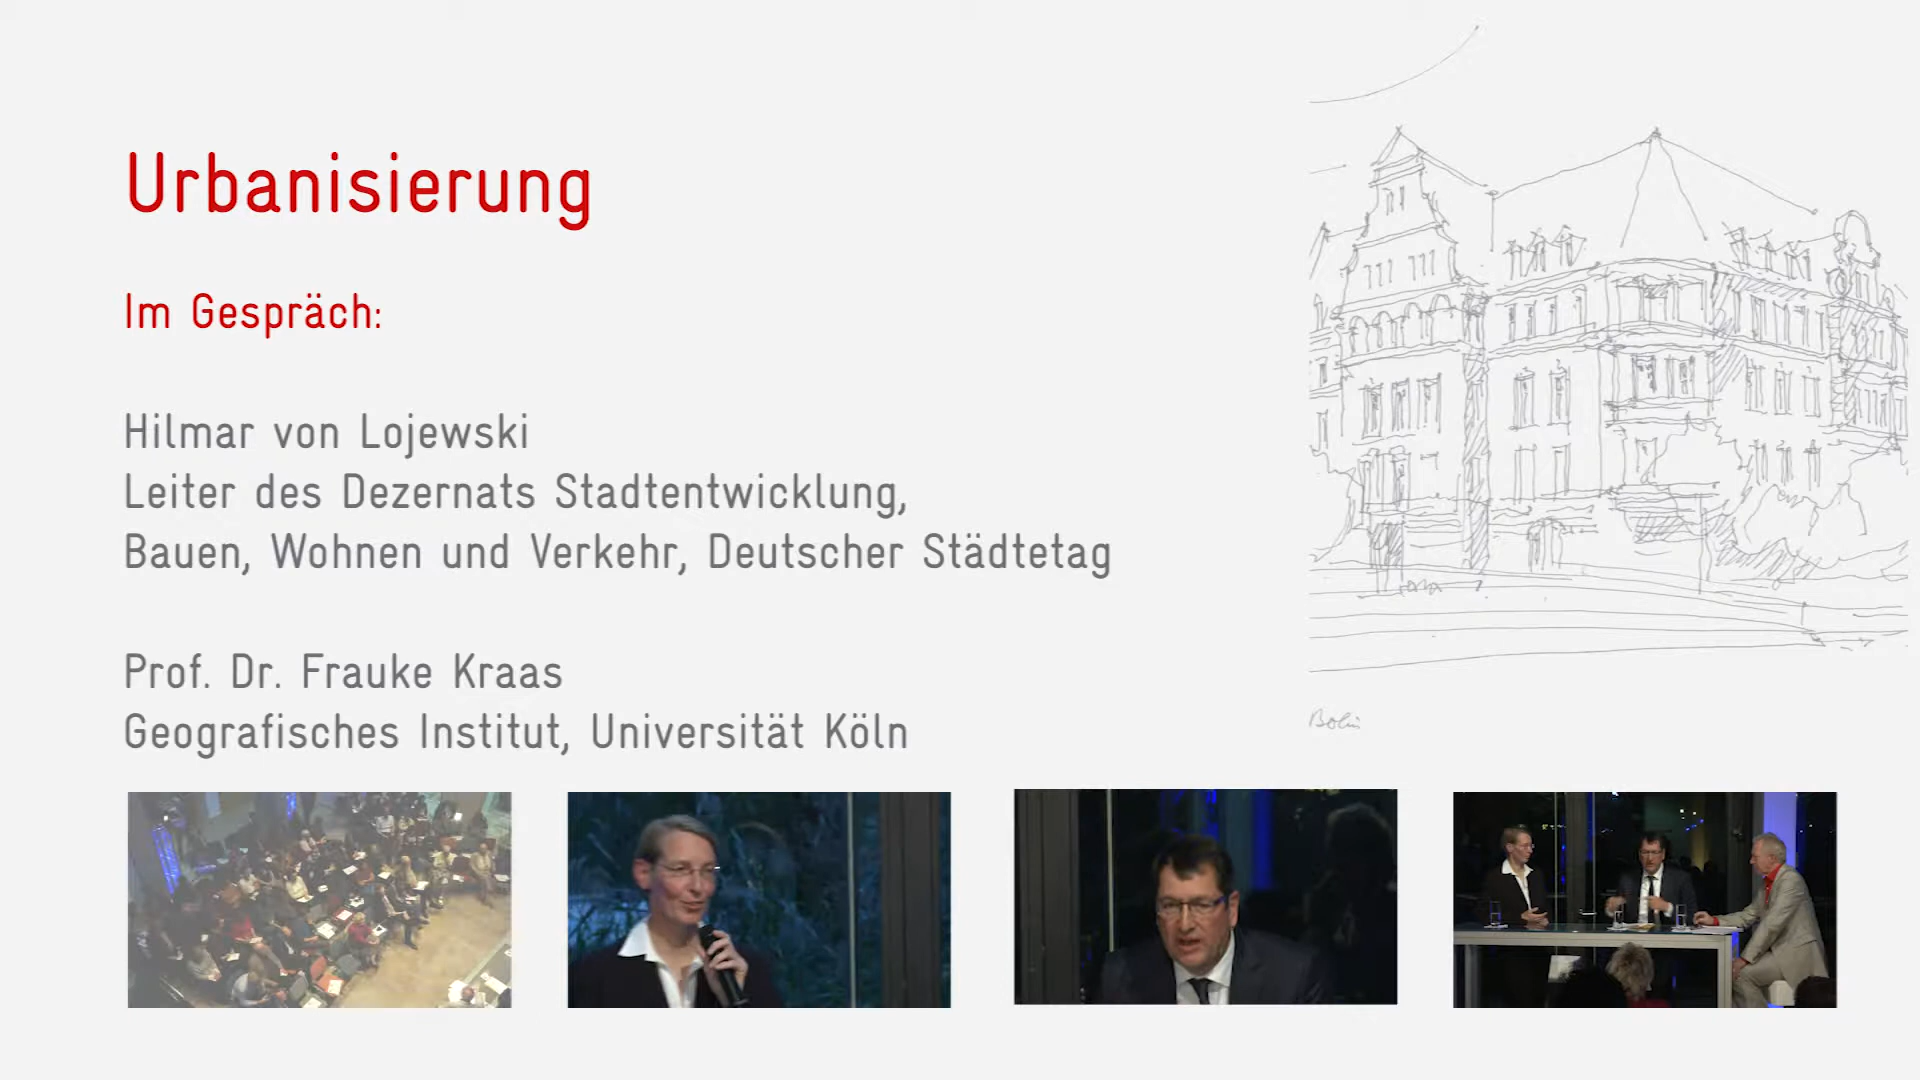 Urbanisierung
Im Gespräch:
Hilmar von Lojewski
Leiter des Dezernats Stadtentwicklung,
Bauen, Wohnen und Verkehr, Deutscher Städtetag
Prof. Dr. Frauke Kraas
Geografisches Institut, Universität Köln